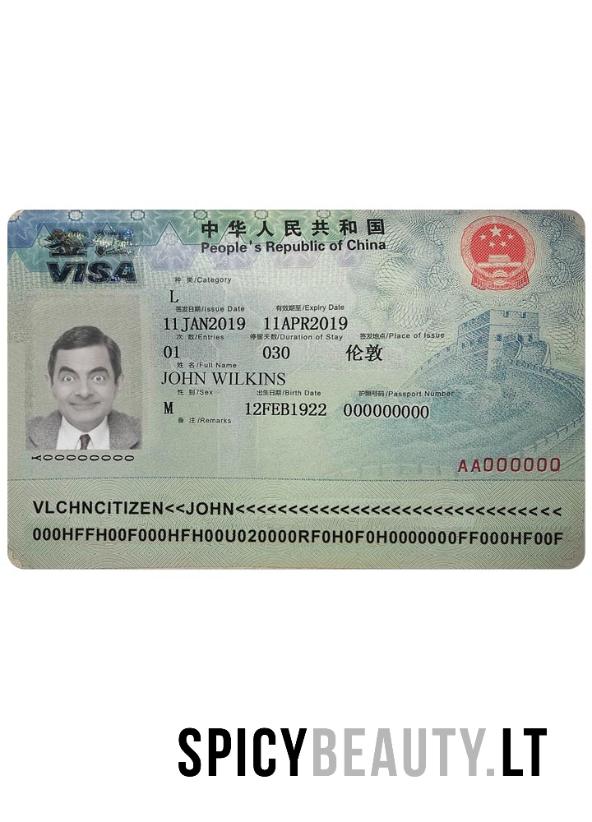 中华人民共和国
People's Republic of China
签证
VISA
种 类/Category
L
签发日期/Issue Date 有效期至/Expiry Date
11JAN2019 11APR2019
次 数/Entries 停留天数/Duration of Stay 签发地点/Place of Issue
01 030 伦敦
姓 名/Full Name
JOHN WILKINS
性 别/Sex 出生日期/Birth Date 护照号码/Passport Number
M 12FEB1922 000000000
备 注/Remarks
AA000000
VLCHNCITIZEN<<JOHN<<<<<<<<<<<<<<<<<<<<<<<<<<<<<<<
000HFFH00F000HFH00U020000RF0H0F0H0000000FF000HF00F
SPICYBEAUTY.LT